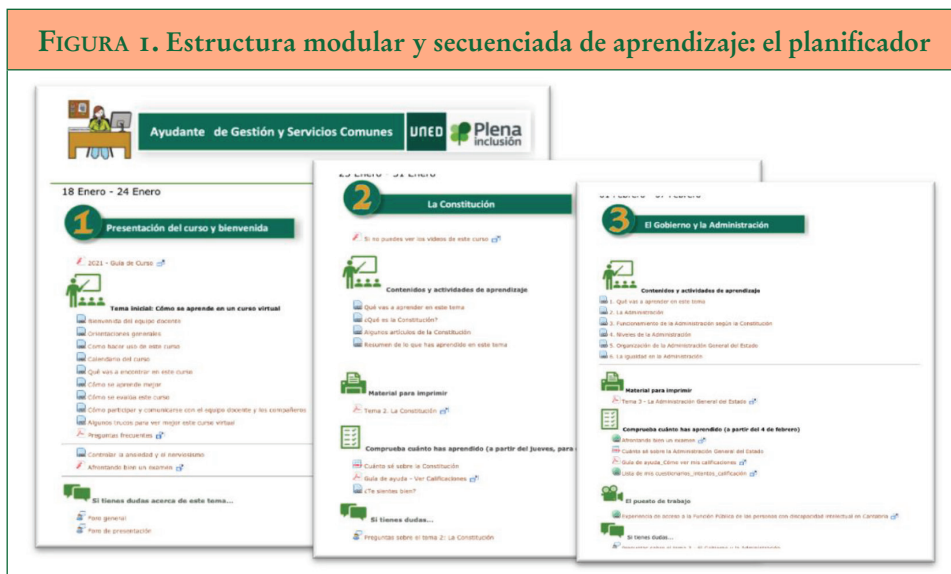 FIGURA 1. Estructura modular y secuenciada de aprendizaje: el planificador
Ayudante de Gestión y Servicios Comunes
UNED
Plena
inclusión
18 Enero - 24 Enero
1
Presentación del curso y bienvenida
2021 - Guía de Curso
Tema inicial: Cómo se aprende en un curso virtual
Bienvenida del equipo docente
Orientaciones generales
Como hacer uso de este curso
Calendario del curso
Qué vas a encontrar en este curso
Cómo se aprende mejor
Cómo se evalúa este curso
Cómo participar y comunicarse con el equipo docente y los compañeros
Algunos trucos para ver mejor este curso virtual
Preguntas frecuentes
Controlar la ansiedad y el nerviosismo
Afrontando bien un examen
Si tienes dudas acerca de este tema...
Foro general
Foro de presentación
2
La Constitución
Si no puedes ver los videos de este curso
Contenidos y actividades de aprendizaje
Qué vas a aprender en este tema
¿Qué es la Constitución?
Algunos artículos de la Constitución
Resumen de lo que has aprendido en este tema
Material para imprimir
Tema 2. La Constitución
Comprueba cuánto has aprendido (a partir del Jueves, para
Cuánto sé sobre la Constitución
Guía de ayuda - Ver Calificaciones
¿Te sientes bien?
Si tienes dudas...
Preguntas sobre el tema 2: La Constitución
3
El Gobierno y la Administración
Contenidos y actividades de aprendizaje
1. Qué vas a aprender en este tema
2. La Administración
3. Funcionamiento de la Administración según la Constitución
4. Niveles de la Administración
5. Organización de la Administración General del Estado
6. La igualdad en la Administración
Material para imprimir
Tema 3 - La Administración General del Estado
Comprueba cuánto has aprendido (a partir del 4 de febrero)
Afrontando bien un examen
Cuánto sé sobre la Administración General del Estado
Guía de ayuda_Cómo ver mis calificaciones
Lista de mis cuestionarios_intentos_calificación
El puesto de trabajo
Experiencia de acceso a la Función Pública de las personas con discapacidad intelectual en Cantabria
Si tienes dudas...